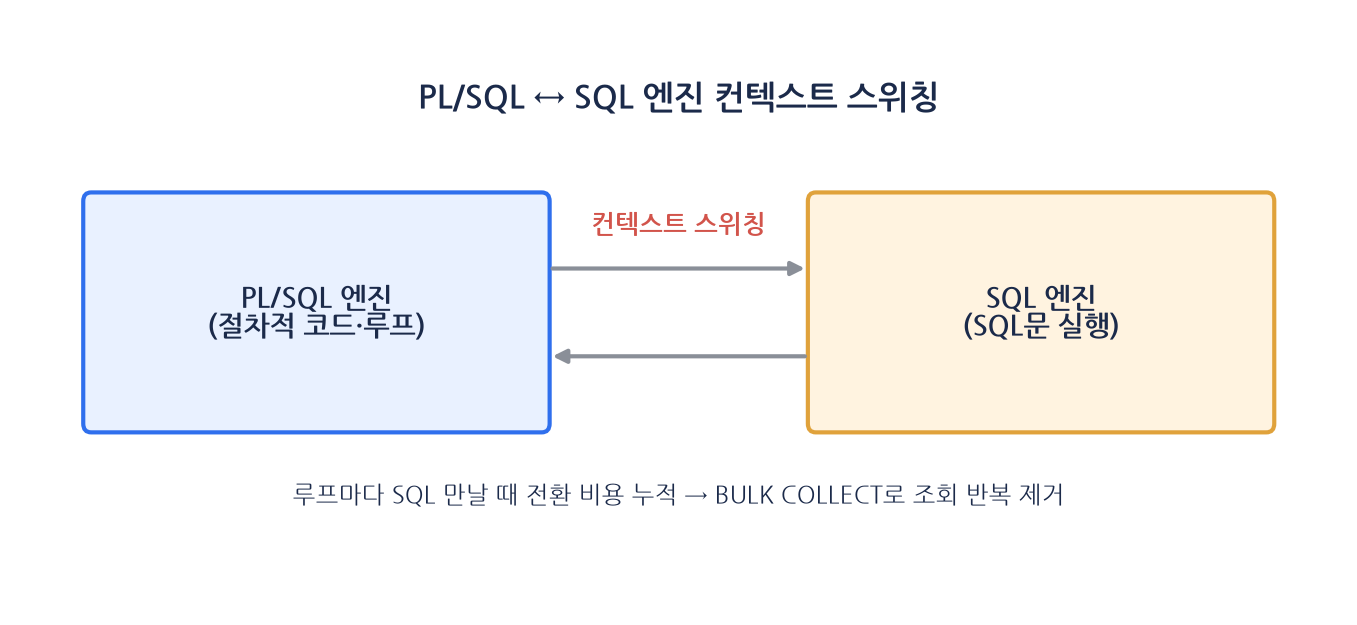 PL/SQL ↔ SQL 엔진 컨텍스트 스위칭
컨텍스트 스위칭
PL/SQL 엔진
(절차적 코드·루프)
SQL 엔진
(SQL문 실행)
루프마다 SQL 만날 때 전환 비용 누적 → BULK COLLECT로 조회 반복 제거